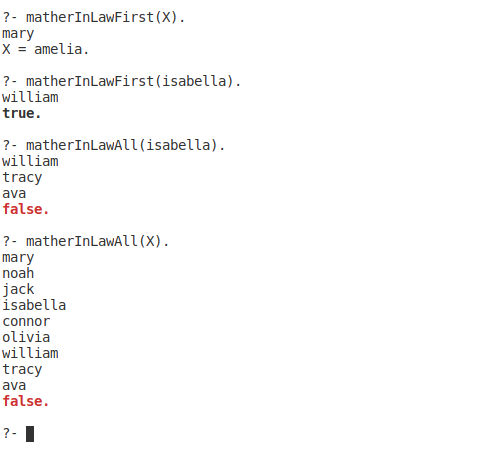 ?- matherInLawFirst(X).
mary
X = amelia.
?- matherInLawFirst(isabella).
william
true.
?- matherInLawAll(isabella).
william
tracy
ava
false.
?- matherInLawAll(X).
mary
noah
jack
isabella
connor
olivia
william
tracy
ava
false.
?-